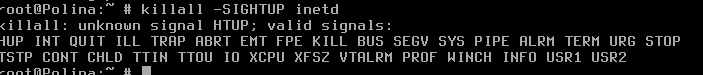 root@Polina:~ # killall -SIGHTUP inetd
killall: unknown signal HTUP; valid signals:
HUP INT QUIT ILL TRAP ABRT EMT FPE KILL BUS SEGV SYS PIPE ALRM TERM URG STOP
TSTP CONT CHLD TTIN TTOU IO XCPU XFSZ VTALRM PROF WINCH INFO USR1 USR2
root@Polina:~ #